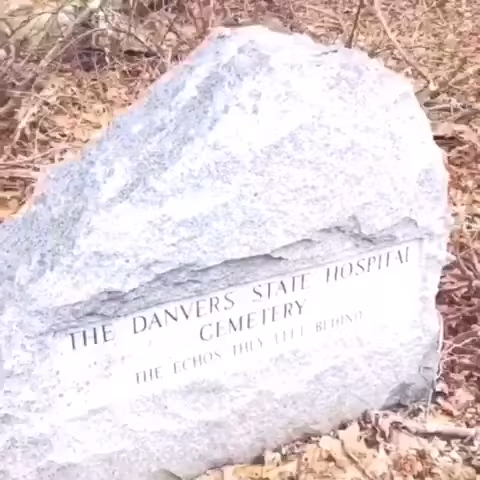 THE DANVERS STATE HOSPITAL
CEMETERY
THE ECHOS THEY LEFT BEHIND